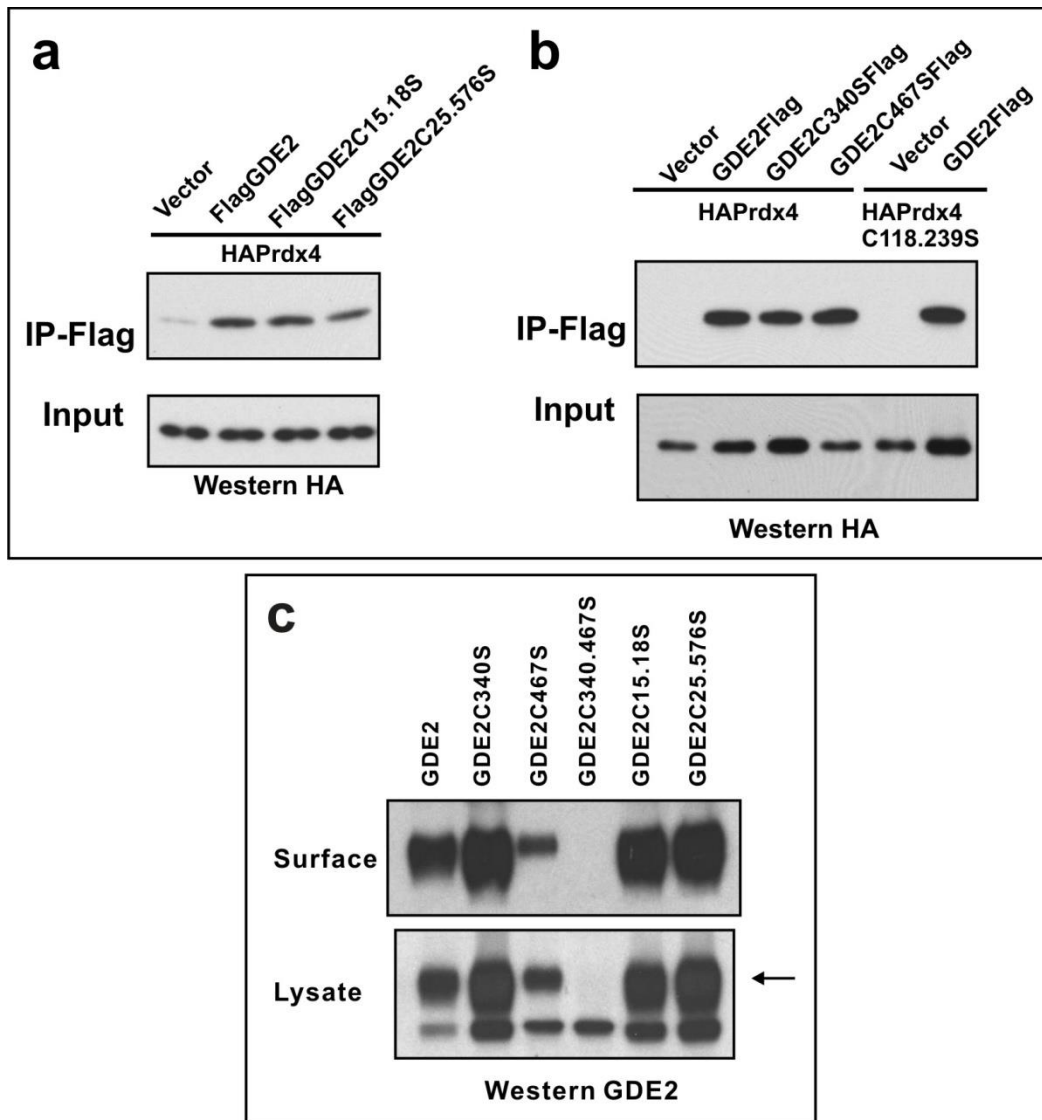 a
Vector
FlagGDE2
FlagGDE2C15.18S
FlagGDE2C25.576S
HAPrdx4
IP-Flag
Input
Western HA
b
Vector
GDE2Flag
GDE2C340SFlag
GDE2C467SFlag
Vector
GDE2Flag
HAPrdx4
HAPrdx4
C118.239S
IP-Flag
Input
Western HA
c
GDE2
GDE2C340S
GDE2C467S
GDE2C340.467S
GDE2C15.18S
GDE2C25.576S
Surface
Lysate
Western GDE2